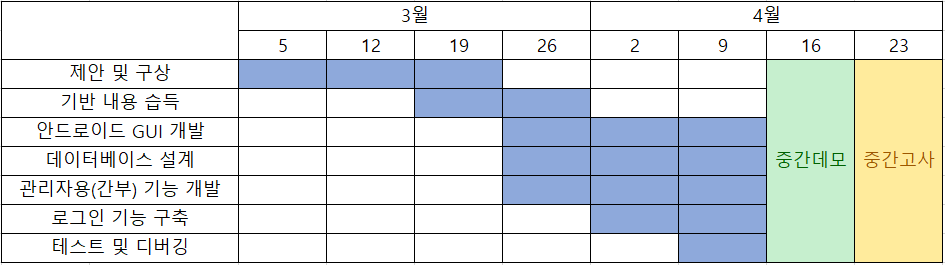 3월 4월
5 12 19 26 2 9 16 23
제안 및 구상
기반 내용 습득
안드로이드 GUI 개발
데이터베이스 설계
중간데모 중간고사
관리자용(간부) 기능 개발
로그인 기능 구축
테스트 및 디버깅